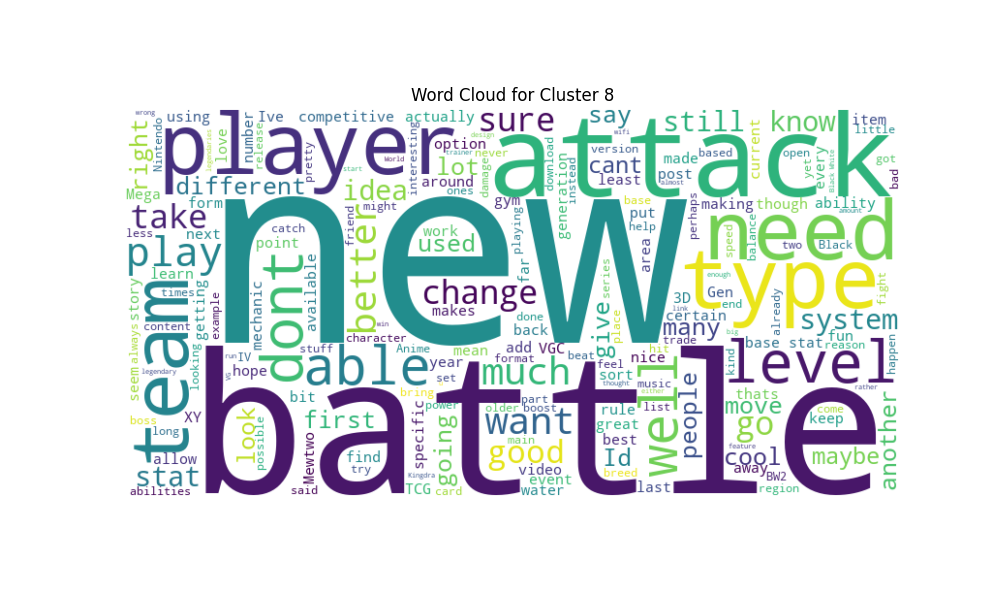 Word Cloud for Cluster 8
wrong using Ive competitive actually sure say still know item little
Nintendo right player attack
legendaries love number release pretty interesting option design wifi never
version cant made based current open yet every Black White got bad
Mega different idea lot around ones damage download instead least post
form take next might friend gym generation base making though ability amount
World trainer almost
less catch work used playing put help perhaps speed balance two Black
play point new need
learn mechanic available better far area type fight
story times getting change series 3D Gen enough end already
always content example dont makes done back give place link certain many system
team win character
seem looking run IV stuff Anime year add VGC beat hit trade base stat fun reason
legendary hope able mean format feel nice big kind level happen
VG bit bring set much sort thought music either thats rather
boss XY look first power older part boost rule list people move come keep
long possible specific going want great well go another
allow find main good best feature cool maybe
stat try Mewtwo Kingdra video Id breed away BW2
abilities said battle TCG card event water last region